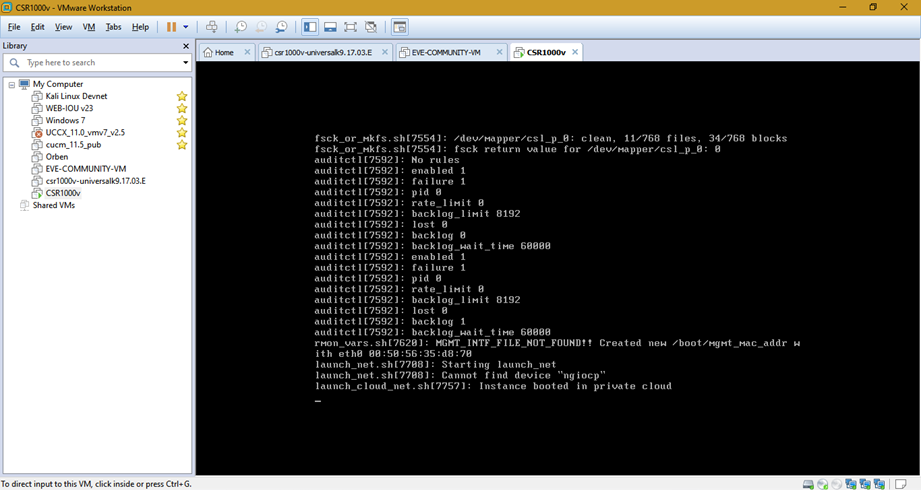 CSR1000v - VMware Workstation
File Edit View VM Tabs Help
Library
Type here to search
My Computer
Kali Linux Devnet
WEB-IOU v23
Windows 7
UCCX_11.0_vmv7_v2.5
cucm_11.5_pub
Orben
EVE-COMMUNITY-VM
csr1000v-universalk9.17.03.E
CSR1000v
Shared VMs
Home csr1000v-universalk9.17.03.E EVE-COMMUNITY-VM CSR1000v
fsck_or_mkfs.sh[7554]: /dev/mapper/csl_p_0: clean, 11/768 files, 34/768 blocks
fsck_or_mkfs.sh[7554]: fsck return value for /dev/mapper/csl_p_0: 0
auditctl[7592]: No rules
auditctl[7592]: enabled 1
auditctl[7592]: failure 1
auditctl[7592]: pid 0
auditctl[7592]: rate_limit 0
auditctl[7592]: backlog_limit 8192
auditctl[7592]: lost 0
auditctl[7592]: backlog 0
auditctl[7592]: backlog_wait_time 60000
auditctl[7592]: enabled 1
auditctl[7592]: failure 1
auditctl[7592]: pid 0
auditctl[7592]: rate_limit 0
auditctl[7592]: backlog_limit 8192
auditctl[7592]: lost 0
auditctl[7592]: backlog 1
auditctl[7592]: backlog_wait_time 60000
rmon_vars.sh[7620]: MGMT_INTF_FILE_NOT_FOUND!! Created new /boot/mgmt_mac_addr w
ith eth0 00:50:56:35:d8:70
launch_net.sh[7708]: Starting launch_net
launch_net.sh[7708]: Cannot find device "ngiocp"
launch_cloud_net.sh[7757]: Instance booted in private cloud
To direct input to this VM, click inside or press Ctrl+G.